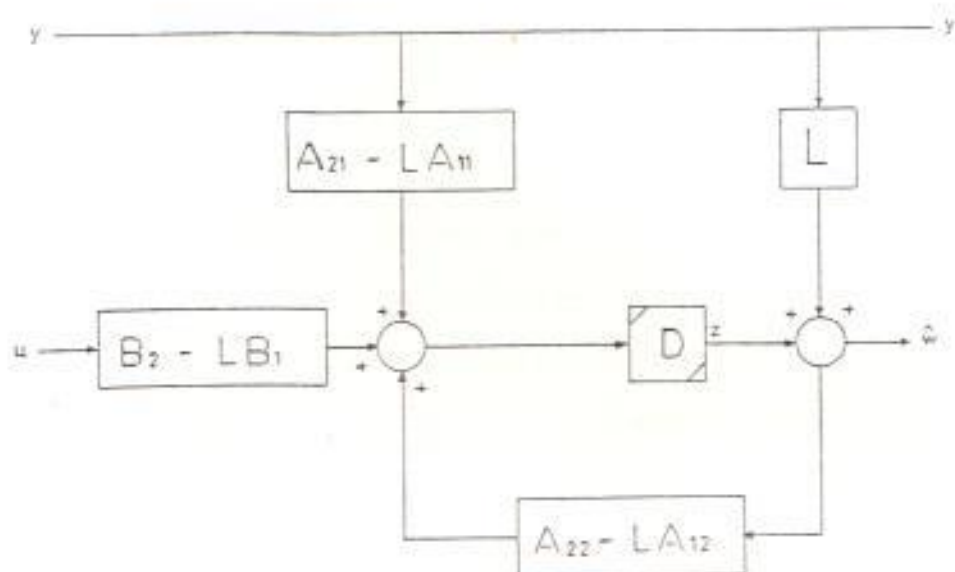 y y
A₂₁ - LA₁₁
L
+ + +
u B₂ - LB₁ + D z + ŵ
+
A₂₂ - LA₁₂